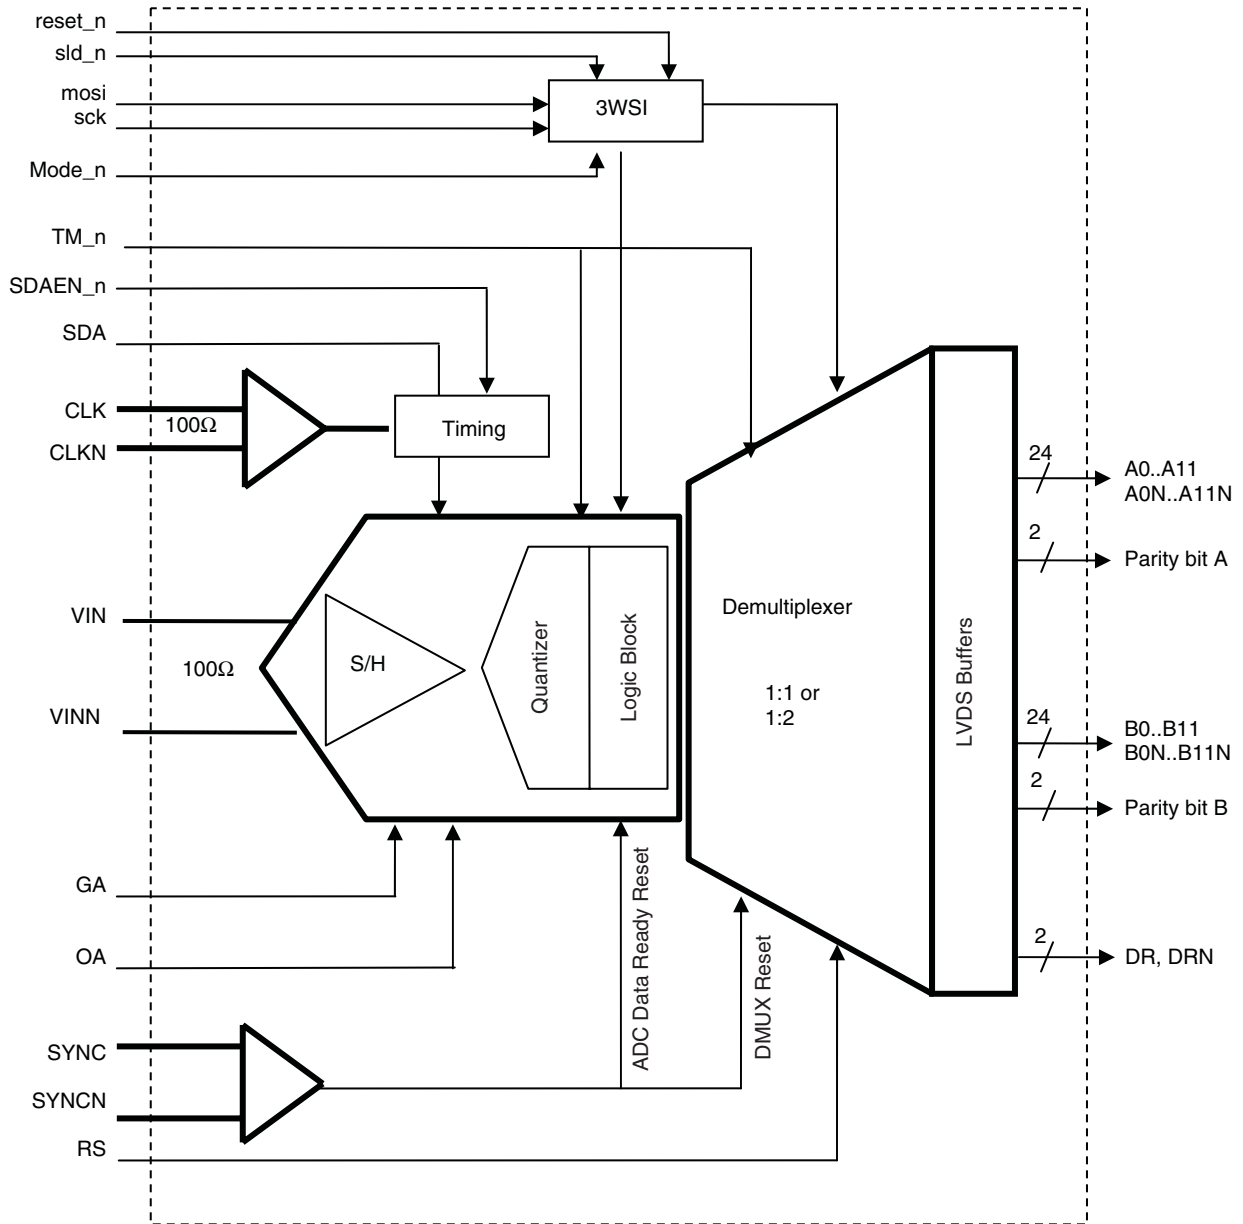 reset_n
sld_n
mosi
sck
3WSI
Mode_n
TM_n
SDAEN_n
SDA
CLK
100Ω
CLKN
Timing
24
A0..A11
A0N..A11N
2
Parity bit A
VIN
100Ω
VINN
S/H
Quantizer
Logic Block
Demultiplexer
1:1 or
1:2
LVDS Buffers
24
B0..B11
B0N..B11N
2
Parity bit B
GA
OA
ADC Data Ready Reset
DMUX Reset
2
DR, DRN
SYNC
SYNCN
RS